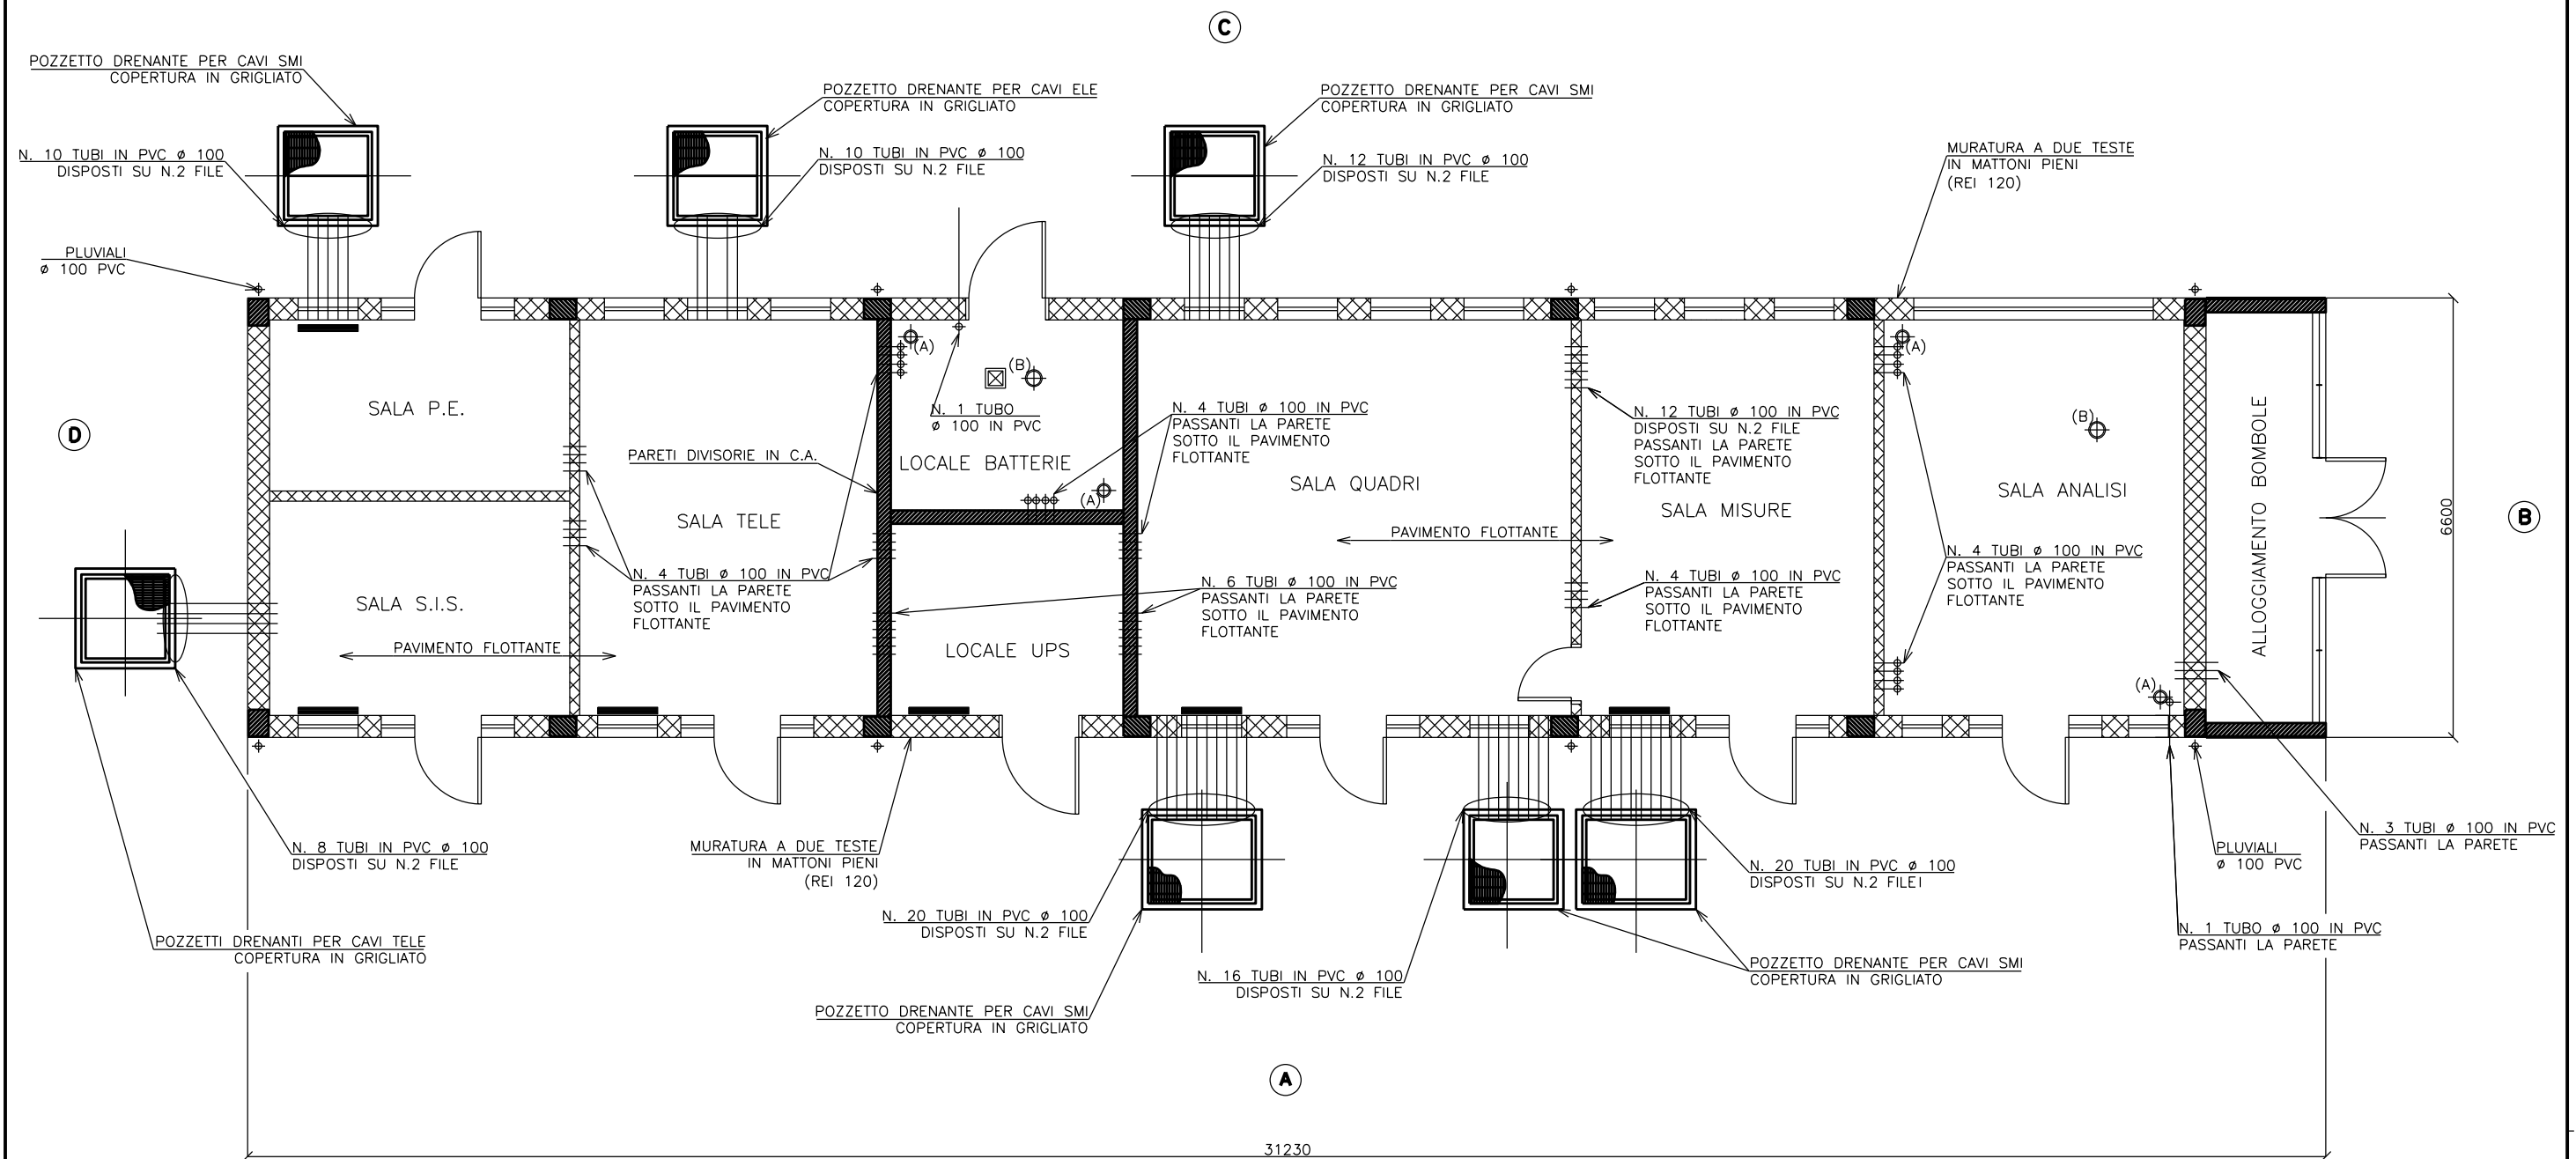 C
POZZETTO DRENANTE PER CAVI SMI
COPERTURA IN GRIGLIATO
POZZETTO DRENANTE PER CAVI ELE
COPERTURA IN GRIGLIATO
POZZETTO DRENANTE PER CAVI SMI
COPERTURA IN GRIGLIATO
N. 10 TUBI IN PVC ø 100
DISPOSTI SU N.2 FILE
N. 10 TUBI IN PVC ø 100
DISPOSTI SU N.2 FILE
N. 12 TUBI IN PVC ø 100
DISPOSTI SU N.2 FILE
MURATURA A DUE TESTE
IN MATTONI PIENI
(REI 120)
PLUVIALI
ø 100 PVC
(A)
(B)
(A)
SALA P.E.
N. 1 TUBO
ø 100 IN PVC
N. 4 TUBI ø 100 IN PVC
PASSANTI LA PARETE
SOTTO IL PAVIMENTO
FLOTTANTE
N. 12 TUBI ø 100 IN PVC
DISPOSTI SU N.2 FILE
PASSANTI LA PARETE
SOTTO IL PAVIMENTO
FLOTTANTE
(B)
D
PARETI DIVISORIE IN C.A.
LOCALE BATTERIE
(A)
SALA QUADRI
SALA ANALISI
SALA MISURE
SALA TELE
ALLOGGIAMENTO BOMBOLE
6600
B
PAVIMENTO FLOTTANTE
N. 4 TUBI ø 100 IN PVC
PASSANTI LA PARETE
SOTTO IL PAVIMENTO
FLOTTANTE
N. 4 TUBI ø 100 IN PVC
PASSANTI LA PARETE
SOTTO IL PAVIMENTO
FLOTTANTE
N. 6 TUBI ø 100 IN PVC
PASSANTI LA PARETE
SOTTO IL PAVIMENTO
FLOTTANTE
N. 4 TUBI ø 100 IN PVC
PASSANTI LA PARETE
SOTTO IL PAVIMENTO
FLOTTANTE
SALA S.I.S.
PAVIMENTO FLOTTANTE
LOCALE UPS
(A)
N. 8 TUBI IN PVC ø 100
DISPOSTI SU N.2 FILE
MURATURA A DUE TESTE
IN MATTONI PIENI
(REI 120)
N. 20 TUBI IN PVC ø 100
DISPOSTI SU N.2 FILEI
PLUVIALI
ø 100 PVC
N. 3 TUBI ø 100 IN PVC
PASSANTI LA PARETE
N. 20 TUBI IN PVC ø 100
DISPOSTI SU N.2 FILE
N. 1 TUBO ø 100 IN PVC
PASSANTI LA PARETE
POZZETTI DRENANTI PER CAVI TELE
COPERTURA IN GRIGLIATO
N. 16 TUBI IN PVC ø 100
DISPOSTI SU N.2 FILE
POZZETTO DRENANTE PER CAVI SMI
COPERTURA IN GRIGLIATO
POZZETTO DRENANTE PER CAVI SMI
COPERTURA IN GRIGLIATO
A
31230